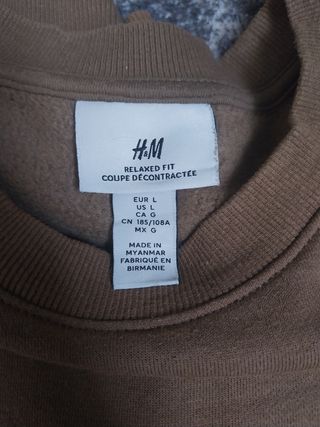 H&M
RELAXED FIT
COUPE DÉCONTRACTÉE
EUR L
US L
CA G
CN 185/108A
MX G
MADE IN
MYANMAR
FABRIQUÉ EN
BIRMANIE